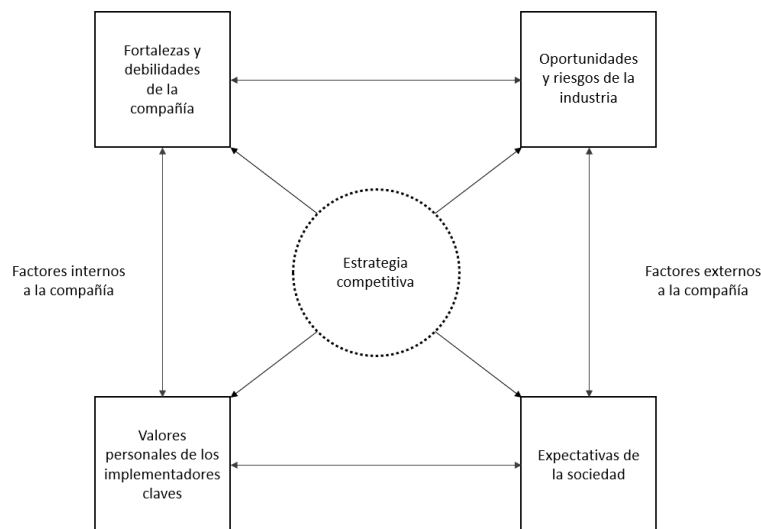 Fortalezas y
debilidades
de la
compañía
Oportunidades
y riesgos de la
industria
Factores internos
a la compañía
Estrategia
competitiva
Factores externos
a la compañía
Valores
personales de los
implementadores
claves
Expectativas de
la sociedad